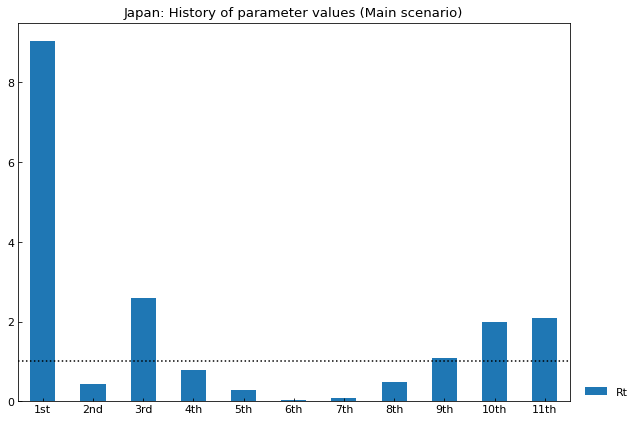 Japan: History of parameter values (Main scenario)
8
6
4
2
0
1st 2nd 3rd 4th 5th 6th 7th 8th 9th 10th 11th
Rt